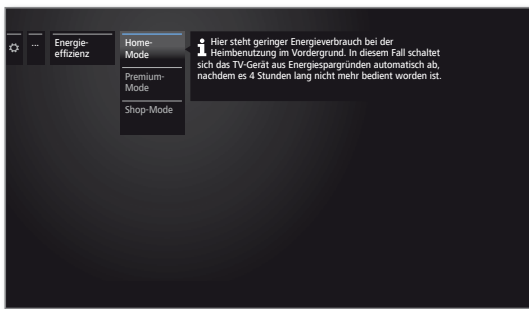 ...
Energie-
effizienz
Home-
Mode
Premium-
Mode
Shop-Mode
Hier steht geringer Energieverbrauch bei der
Heimbenutzung im Vordergrund. In diesem Fall schaltet
sich das TV-Gerät aus Energiespargründen automatisch ab,
nachdem es 4 Stunden lang nicht mehr bedient worden ist.